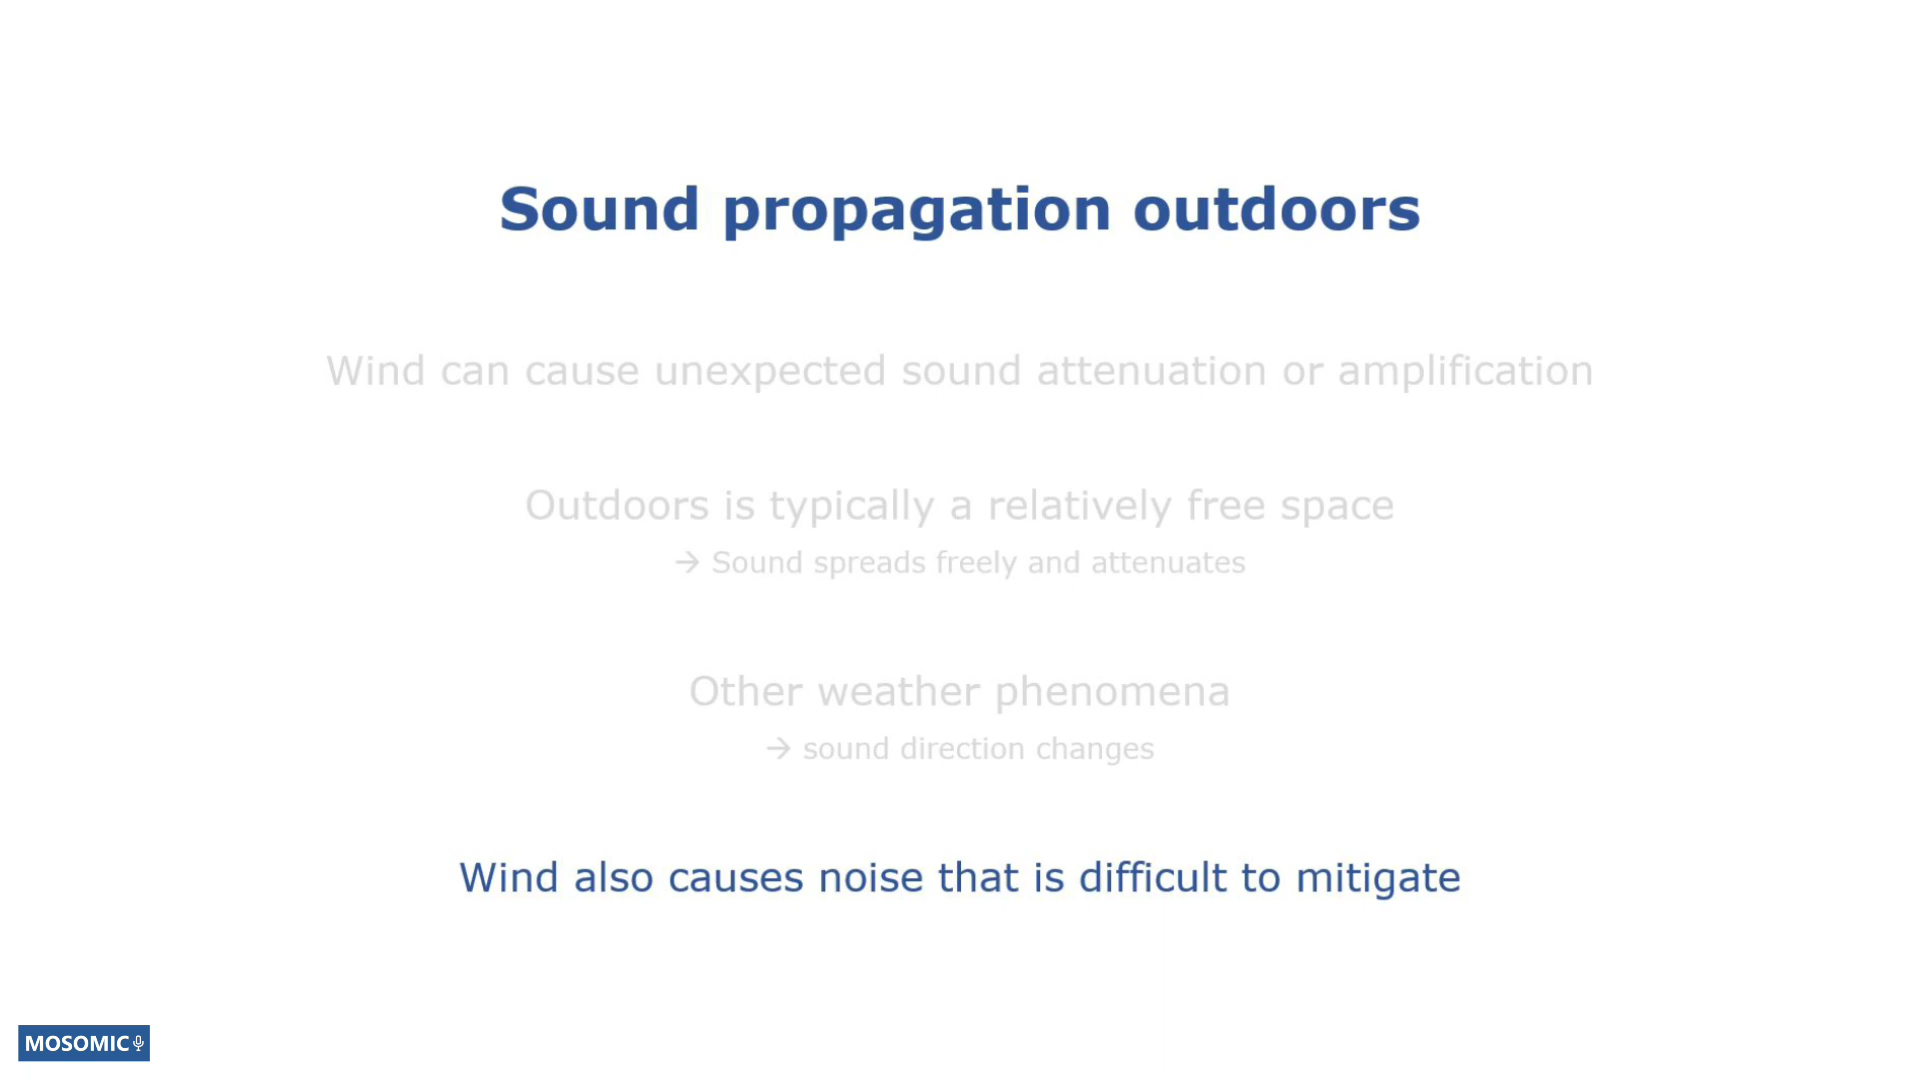 Sound propagation outdoors
Wind can cause unexpected sound attenuation or amplification
Outdoors is typically a relatively free space
→ Sound spreads freely and attenuates
Other weather phenomena
→ sound direction changes
Wind also causes noise that is difficult to mitigate
MOSOMIC